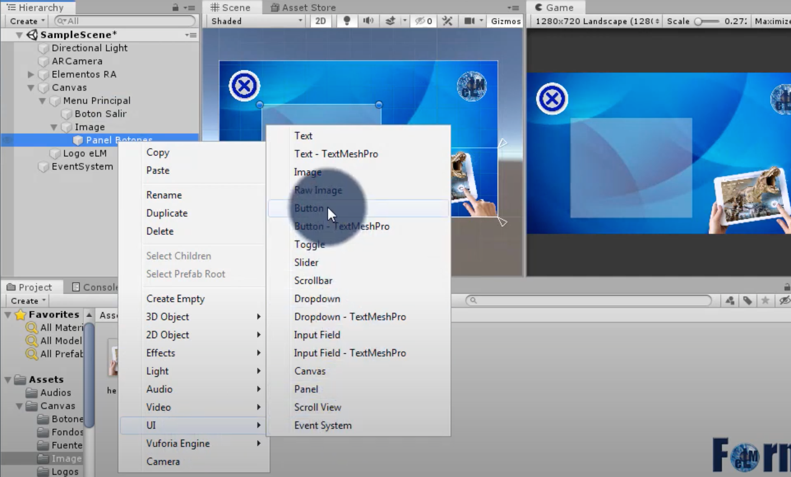 Hierarchy
Create
All
SampleScene*
Directional Light
ARCamera
Elementos RA
Canvas
Menu Principal
Boton Salir
Image
Panel Botones
Logo eLM
EventSystem
Scene
Asset Store
Shaded
2D
0
Gizmos
Game
1280x720 Landscape (128(
Scale
0.27:
Maximize
Copy
Paste
Rename
Duplicate
Delete
Select Children
Select Prefab Root
Create Empty
3D Object
2D Object
Effects
Light
Audio
Video
UI
Vuforia Engine
Camera
Text
Text - TextMeshPro
Image
Raw Image
Button
Button - TextMeshPro
Toggle
Slider
Scrollbar
Dropdown
Dropdown - TextMeshPro
Input Field
Input Field - TextMeshPro
Canvas
Panel
Scroll View
Event System
Project
Console
Create
Favorites
All Materi
All Model
All Prefab
Assets
Audios
Canvas
Botone
Fondos
Fuente
Image
Logos
Asse
he